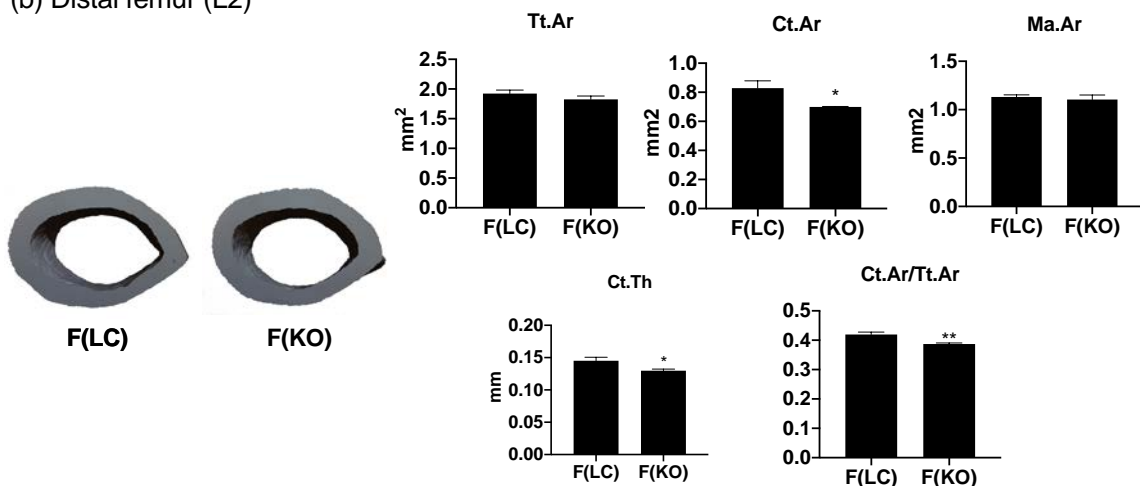 (b) Distal femur (L2)
F(LC)
F(KO)
Tt.Ar
mm²
2.5
2.0
1.5
1.0
0.5
0.0
F(LC) F(KO)
Ct.Ar
mm2
1.0
0.8
0.6
0.4
0.2
0.0
*
F(LC) F(KO)
Ma.Ar
mm2
1.5
1.0
0.5
0.0
F(LC) F(KO)
Ct.Th
mm
0.20
0.15
0.10
0.05
0.00
*
F(LC) F(KO)
Ct.Ar/Tt.Ar
0.5
0.4
0.3
0.2
0.1
0.0
**
F(LC) F(KO)